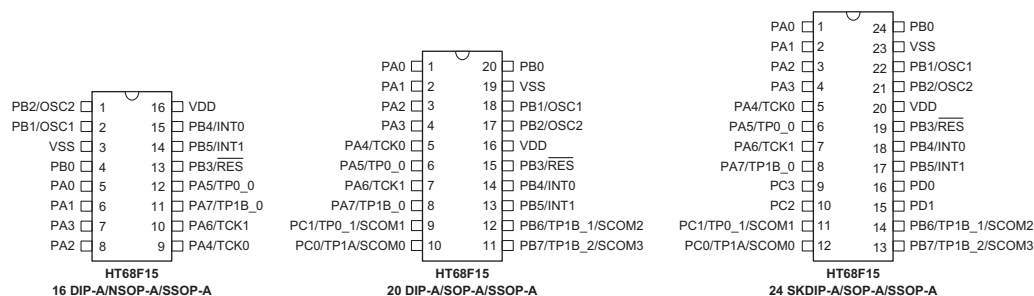 PB2/OSC2 1 16 VDD
PB1/OSC1 2 15 PB4/INT0
VSS 3 14 PB5/INT1
PB0 4 13 PB3/RES
PA0 5 12 PA5/TP0_0
PA1 6 11 PA7/TP1B_0
PA3 7 10 PA6/TCK1
PA2 8 9 PA4/TCK0
HT68F15
16 DIP-A/NSOP-A/SSOP-A
PA0 1 20 PB0
PA1 2 19 VSS
PA2 3 18 PB1/OSC1
PA3 4 17 PB2/OSC2
PA4/TCK0 5 16 VDD
PA5/TP0_0 6 15 PB3/RES
PA6/TCK1 7 14 PB4/INT0
PA7/TP1B_0 8 13 PB5/INT1
PC1/TP0_1/SCOM1 9 12 PB6/TP1B_1/SCOM2
PC0/TP1A/SCOM0 10 11 PB7/TP1B_2/SCOM3
HT68F15
20 DIP-A/SOP-A/SSOP-A
PA0 1 24 PB0
PA1 2 23 VSS
PA2 3 22 PB1/OSC1
PA3 4 21 PB2/OSC2
PA4/TCK0 5 20 VDD
PA5/TP0_0 6 19 PB3/RES
PA6/TCK1 7 18 PB4/INT0
PA7/TP1B_0 8 17 PB5/INT1
PC3 9 16 PD0
PC2 10 15 PD1
PC1/TP0_1/SCOM1 11 14 PB6/TP1B_1/SCOM2
PC0/TP1A/SCOM0 12 13 PB7/TP1B_2/SCOM3
HT68F15
24 SKDIP-A/SOP-A/SSOP-A